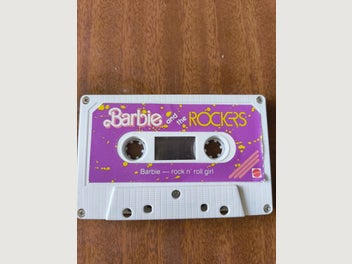 Barbie and the ROCKERS
Barbie — rock n' roll girl